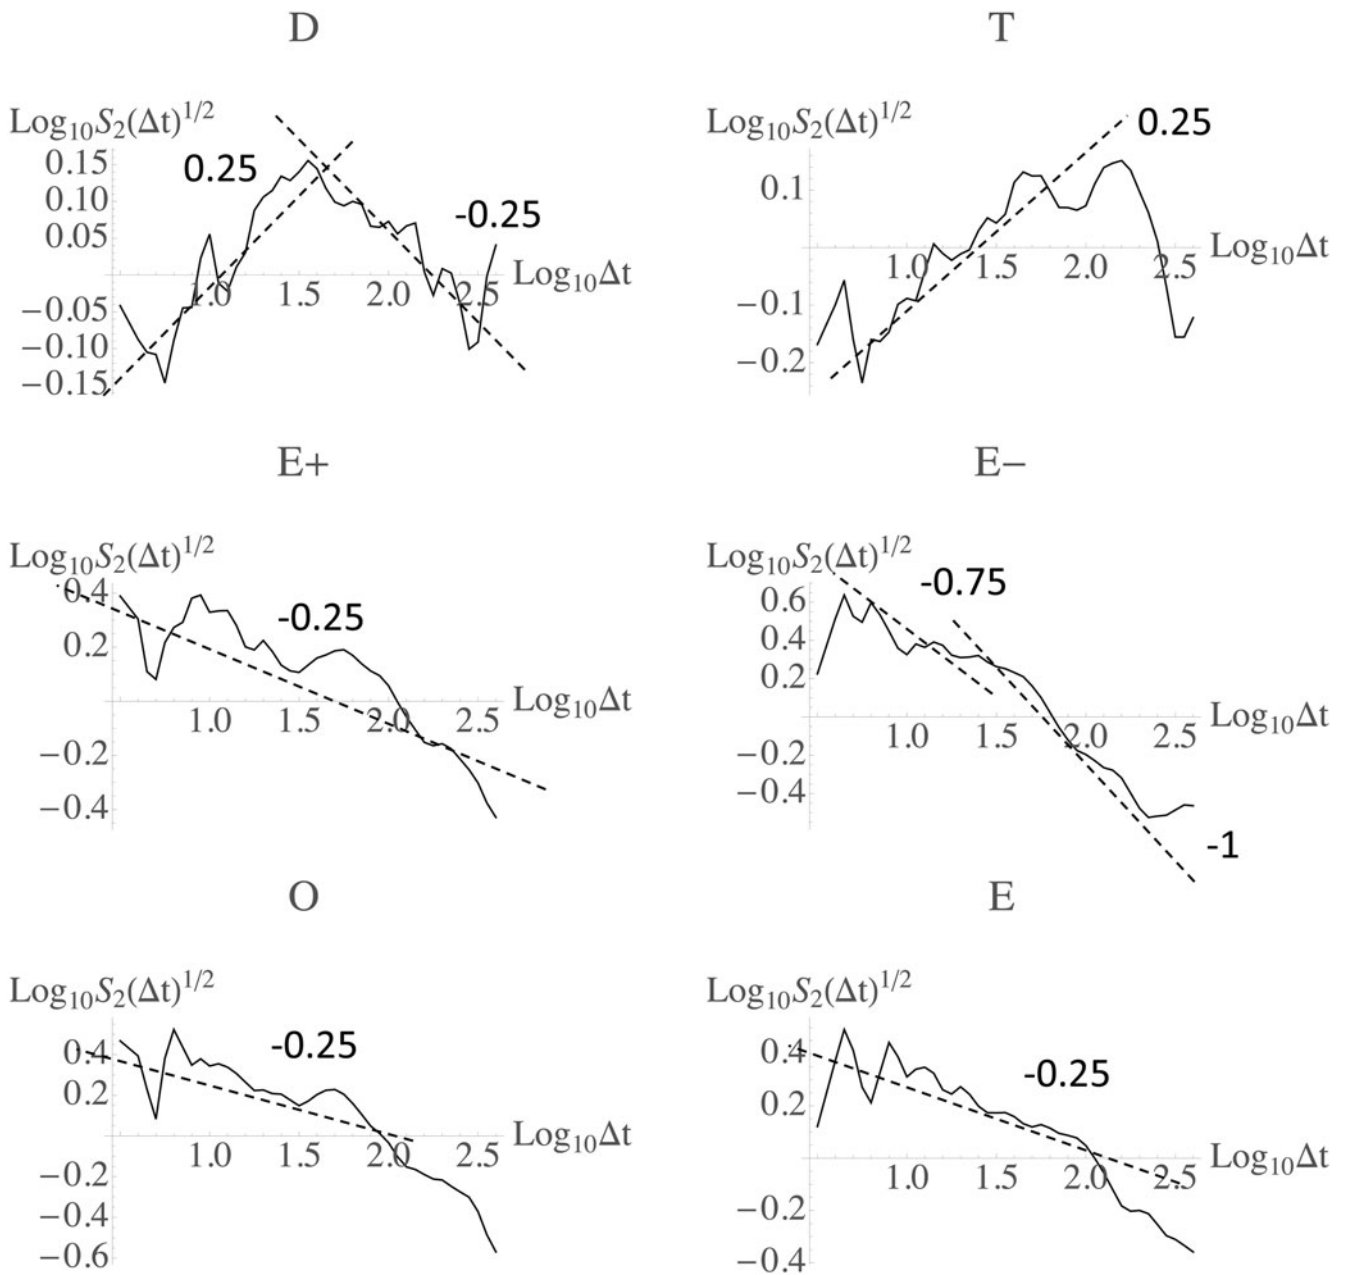 D
Log₁₀S₂(Δt)^1/2
0.15
0.10
0.05
−0.05
−0.10
−0.15
0.25
-0.25
1.0 1.5 2.0 2.5
Log₁₀Δt
T
Log₁₀S₂(Δt)^1/2
0.1
−0.1
−0.2
0.25
1.0 1.5 2.0 2.5
Log₁₀Δt
E+
Log₁₀S₂(Δt)^1/2
0.4
0.2
−0.2
−0.4
-0.25
1.0 1.5 2.0 2.5
Log₁₀Δt
E−
Log₁₀S₂(Δt)^1/2
0.6
0.4
0.2
−0.2
−0.4
-0.75
-1
1.0 1.5 2.0 2.5
Log₁₀Δt
O
Log₁₀S₂(Δt)^1/2
0.4
0.2
−0.2
−0.4
−0.6
-0.25
1.0 1.5 2.0 2.5
Log₁₀Δt
E
Log₁₀S₂(Δt)^1/2
0.4
0.2
−0.2
−0.4
-0.25
1.0 1.5 2.0 2.5
Log₁₀Δt